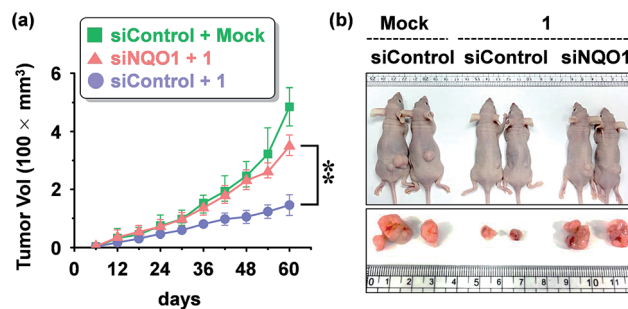 (a)
siControl + Mock
siNQO1 + 1
siControl + 1
Tumor Vol (100 × mm³)
6
4
2
0
**
0 12 24 36 48 60
days
(b)
Mock 1
siControl siControl siNQO1
0 1 2 3 4 5 6 7 8 9 10 11